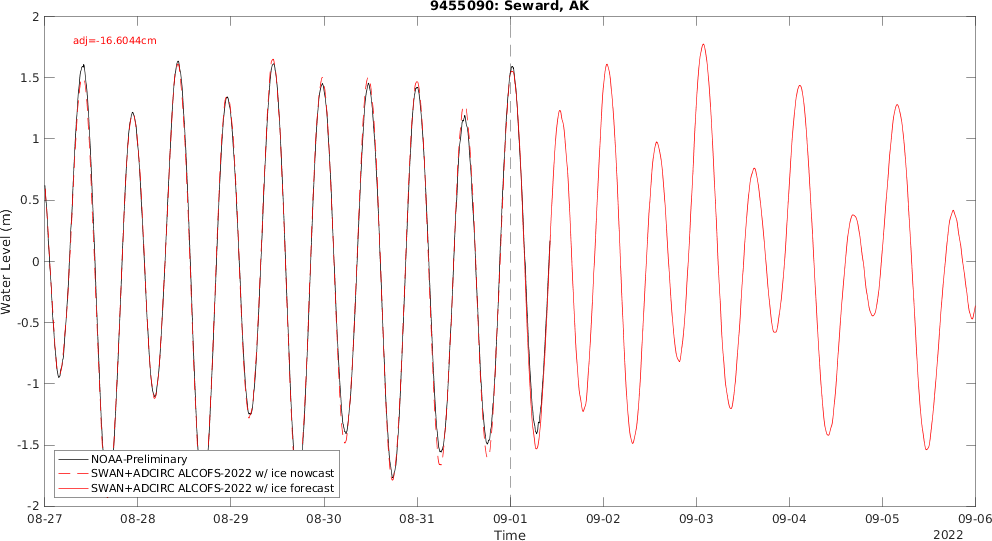 9455090: Seward, AK
adj=-16.6044cm
2
1.5
1
0.5
0
-0.5
-1
-1.5
-2
Water Level (m)
NOAA-Preliminary
SWAN+ADCIRC ALCOFS-2022 w/ ice nowcast
SWAN+ADCIRC ALCOFS-2022 w/ ice forecast
08-27 08-28 08-29 08-30 08-31 09-01 09-02 09-03 09-04 09-05 09-06
Time
2022